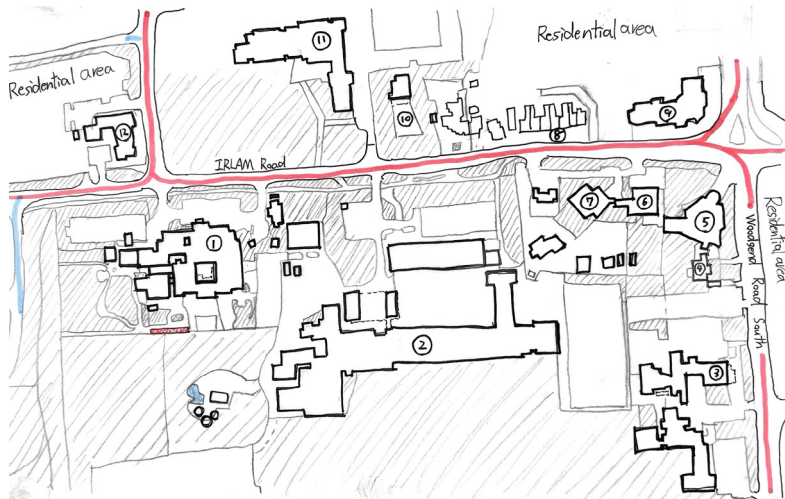 Residential area
Residential area
⑪
⑩
⑨
⑧
⑫
IRLAM Road
⑦
⑥
⑤
④
①
②
③
Woodsend Road South
Residential area